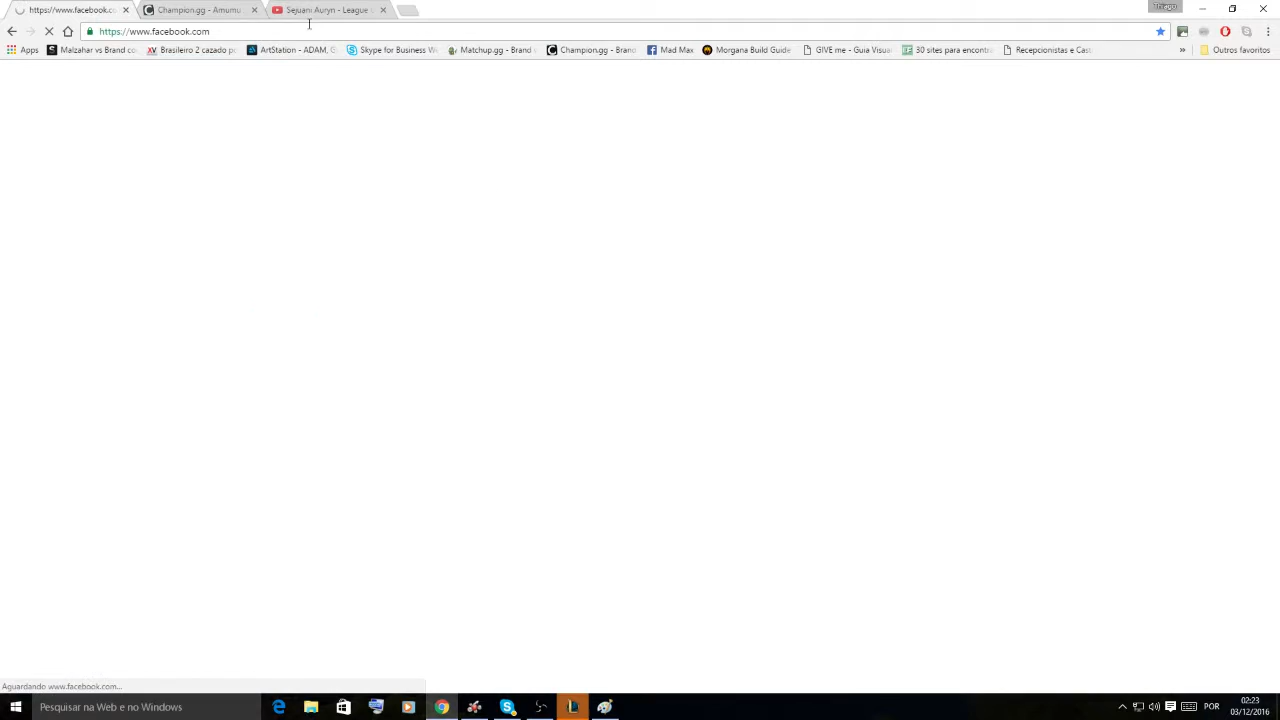 https://www.facebook.co
Champion.gg - Amumu
Sejuani Auryn - League
Thiago
https://www.facebook.com
Apps
Malzahar vs Brand co
Brasileiro 2 cazado po
ArtStation - ADAM, G
Skype for Business W
Matchup.gg - Brand
Champion.gg - Brand
Mad Max
Morgana Build Guide
GIVE me - Guia Visua
30 sites para encontra
Recepcionistas e Cast
»
Outros favoritos
Aguardando www.facebook.com...
Pesquisar na Web e no Windows
POR
02:23
03/12/2016